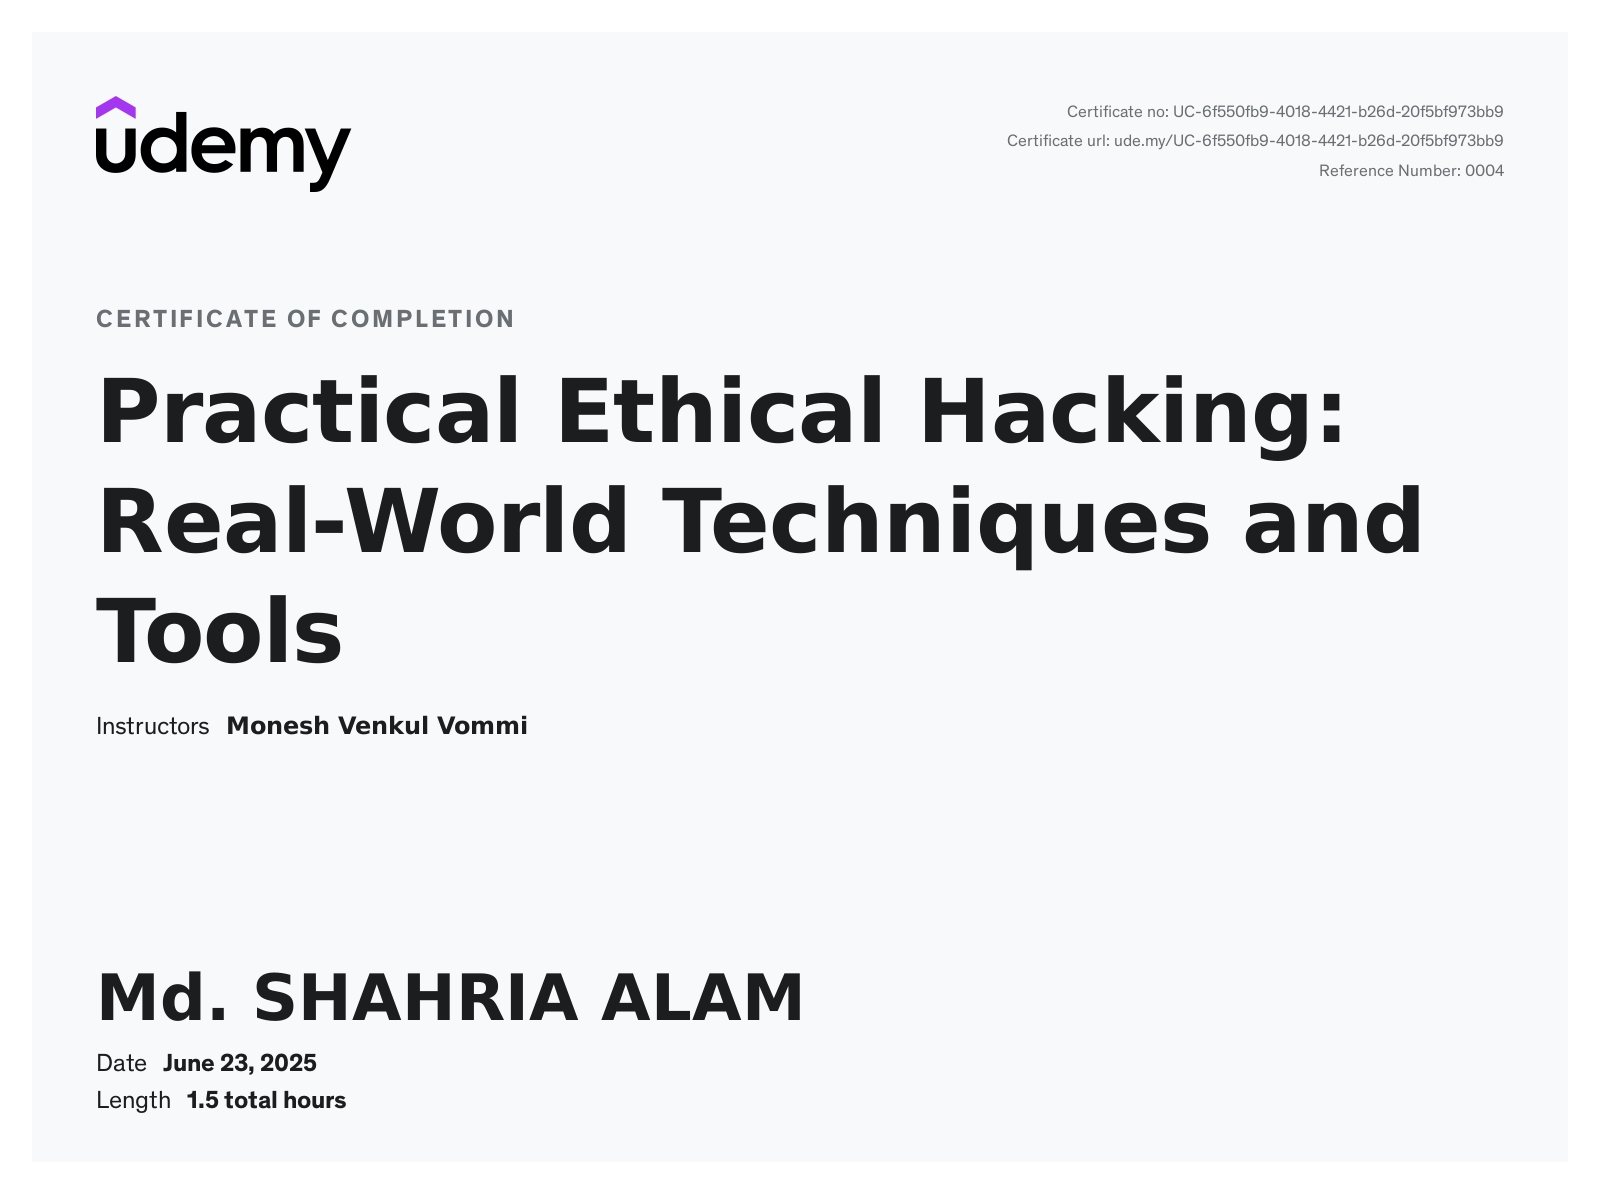 udemy
Certificate no: UC-6f550fb9-4018-4421-b26d-20f5bf973bb9
Certificate url: ude.my/UC-6f550fb9-4018-4421-b26d-20f5bf973bb9
Reference Number: 0004
CERTIFICATE OF COMPLETION
Practical Ethical Hacking:
Real-World Techniques and
Tools
Instructors Monesh Venkul Vommi
Md. SHAHRIA ALAM
Date June 23, 2025
Length 1.5 total hours